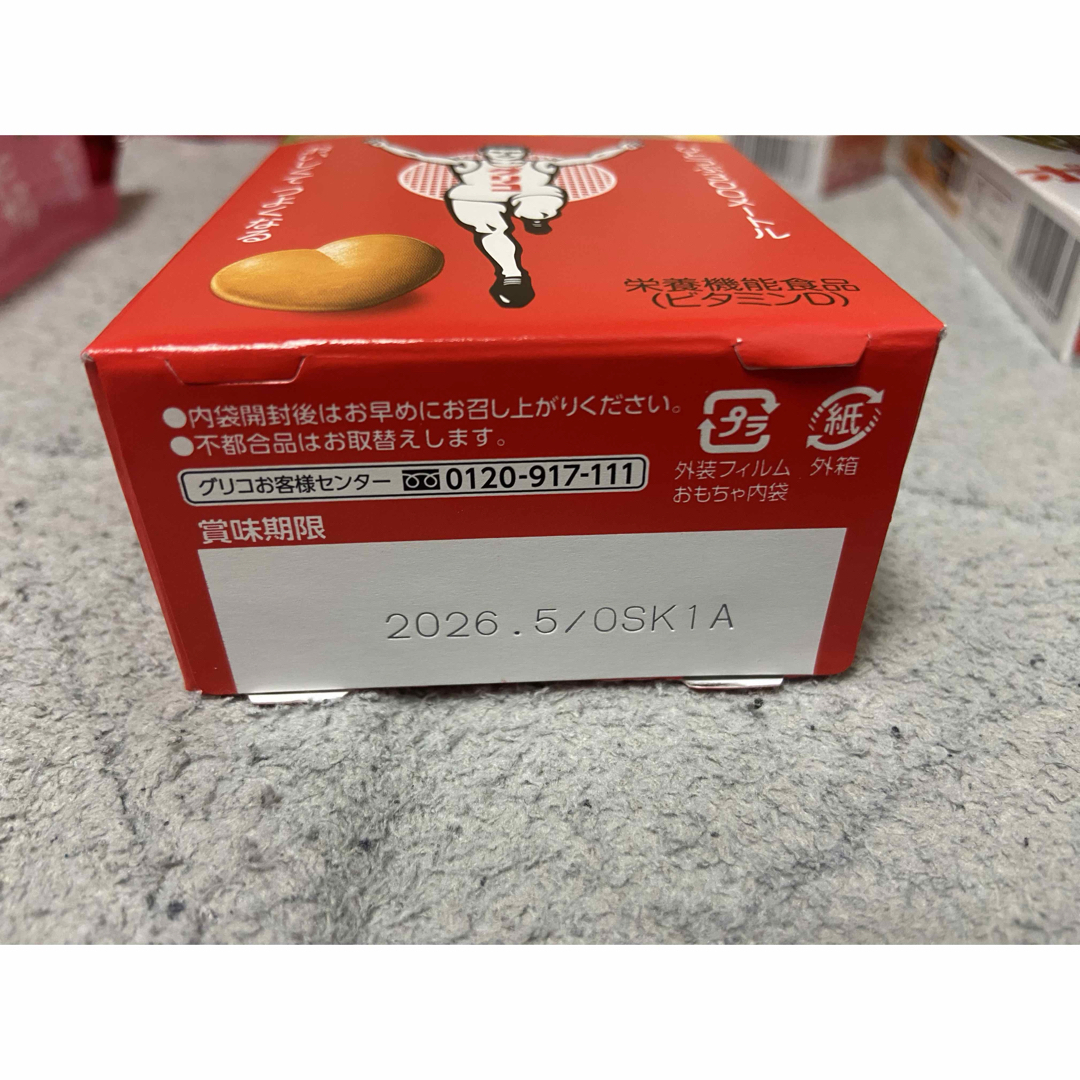 栄養機能食品
(ビタミンD)
●内袋開封後はお早めにお召し上がりください。
●不都合品はお取替えします。
グリコお客様センター 0120-917-111
プラ
外装フィルム
おもちゃ内袋
紙
外箱
賞味期限
2026.5/OSK1A